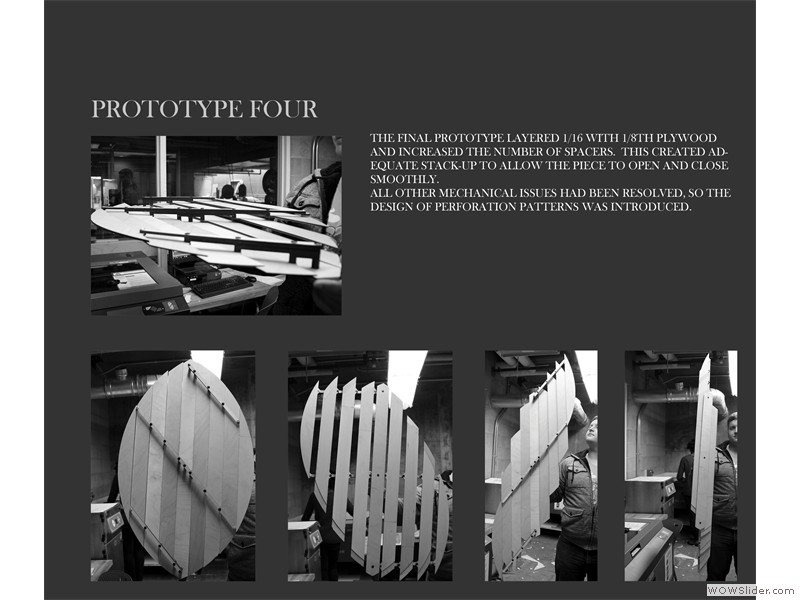 PROTOTYPE FOUR
THE FINAL PROTOTYPE LAYERED 1/16 WITH 1/8TH PLYWOOD
AND INCREASED THE NUMBER OF SPACERS. THIS CREATED AD-
EQUATE STACK-UP TO ALLOW THE PIECE TO OPEN AND CLOSE
SMOOTHLY.
ALL OTHER MECHANICAL ISSUES HAD BEEN RESOLVED, SO THE
DESIGN OF PERFORATION PATTERNS WAS INTRODUCED.
WOWSlider.com